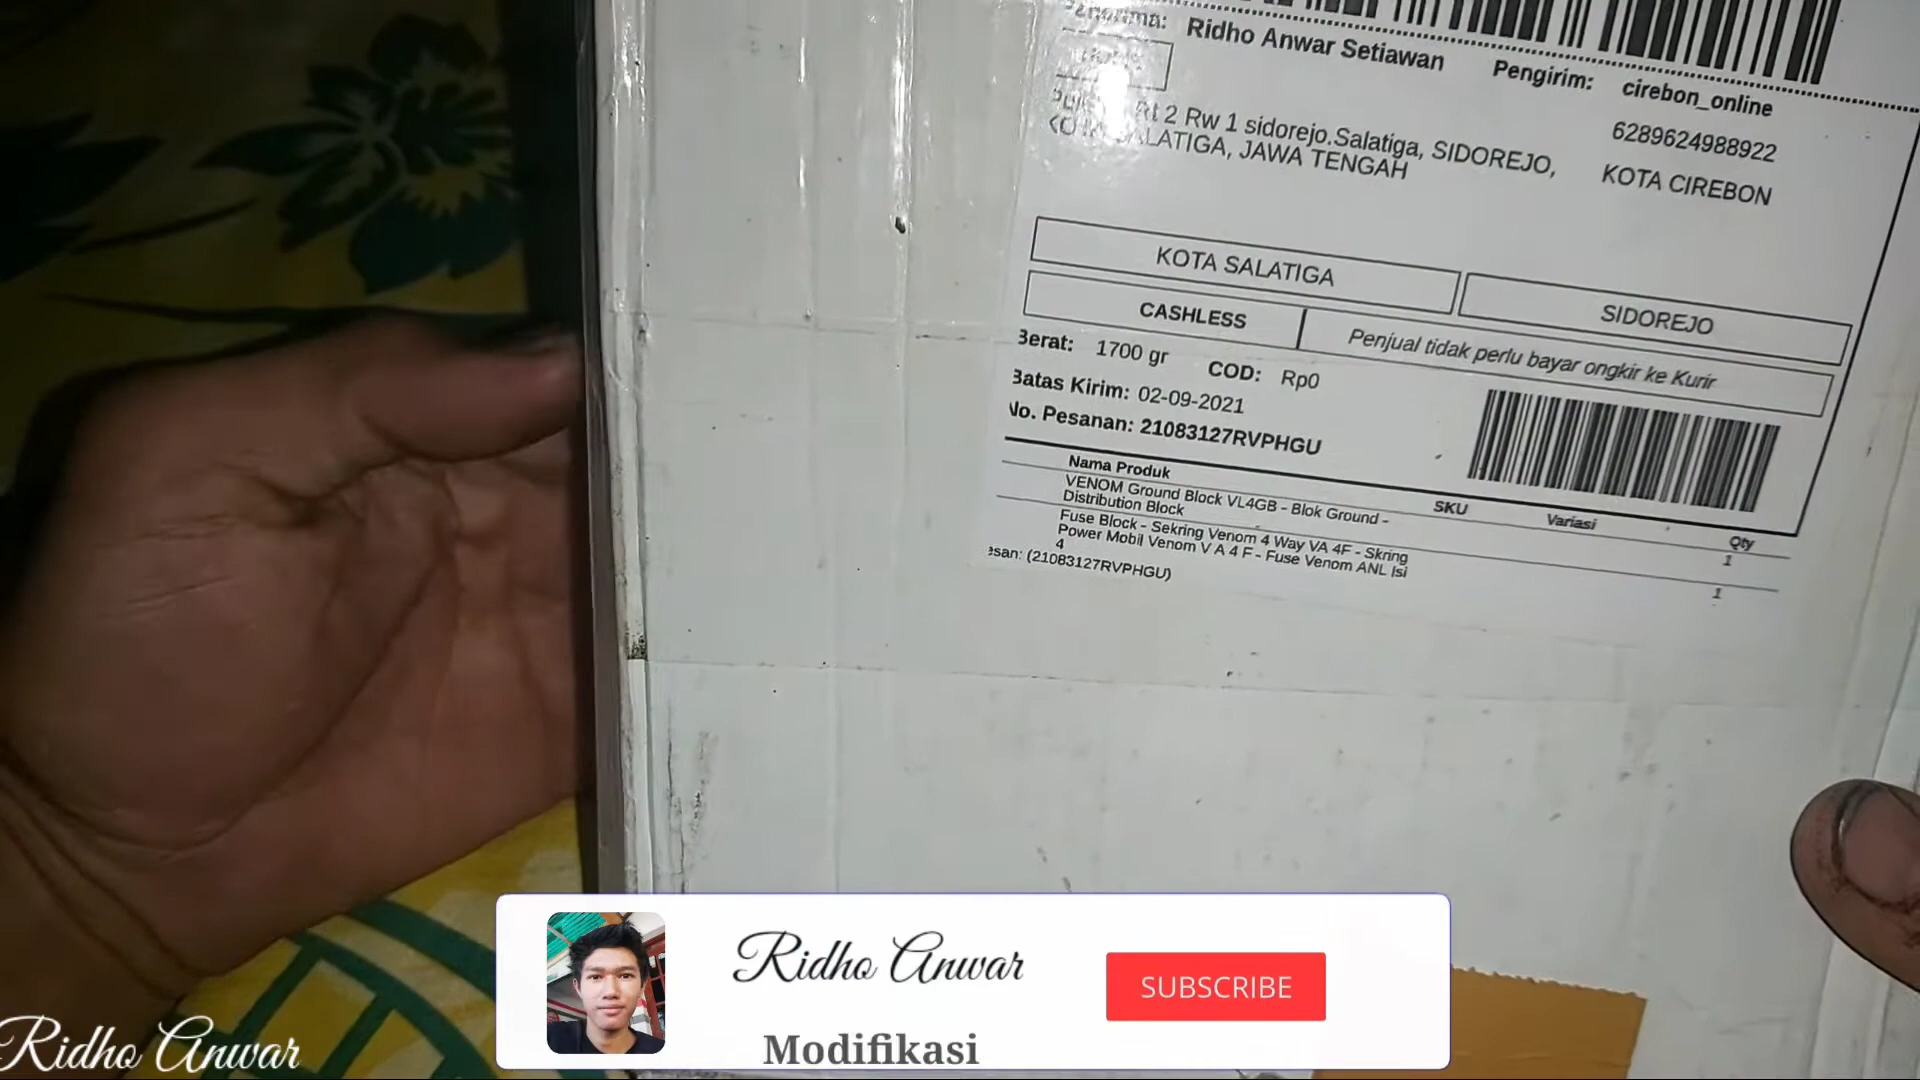 Penerima: Ridho Anwar Setiawan
Pengirim: cirebon_online
6289624988922
KOTA CIREBON
Rt 2 Rw 1 sidorejo.Salatiga, SIDOREJO,
KOTA SALATIGA, JAWA TENGAH
KOTA SALATIGA
SIDOREJO
CASHLESS
Penjual tidak perlu bayar ongkir ke Kurir
Berat: 1700 gr COD: Rp0
Batas Kirim: 02-09-2021
No. Pesanan: 21083127RVPHGU
Nama Produk SKU Variasi Qty
VENOM Ground Block VL4GB - Blok Ground -
Distribution Block
1
Fuse Block - Sekring Venom 4 Way VA 4F - Skring
Power Mobil Venom V A 4 F - Fuse Venom ANL Isi
4
1
esan: (21083127RVPHGU)
Ridho Anwar
Modifikasi
SUBSCRIBE
Ridho Anwar